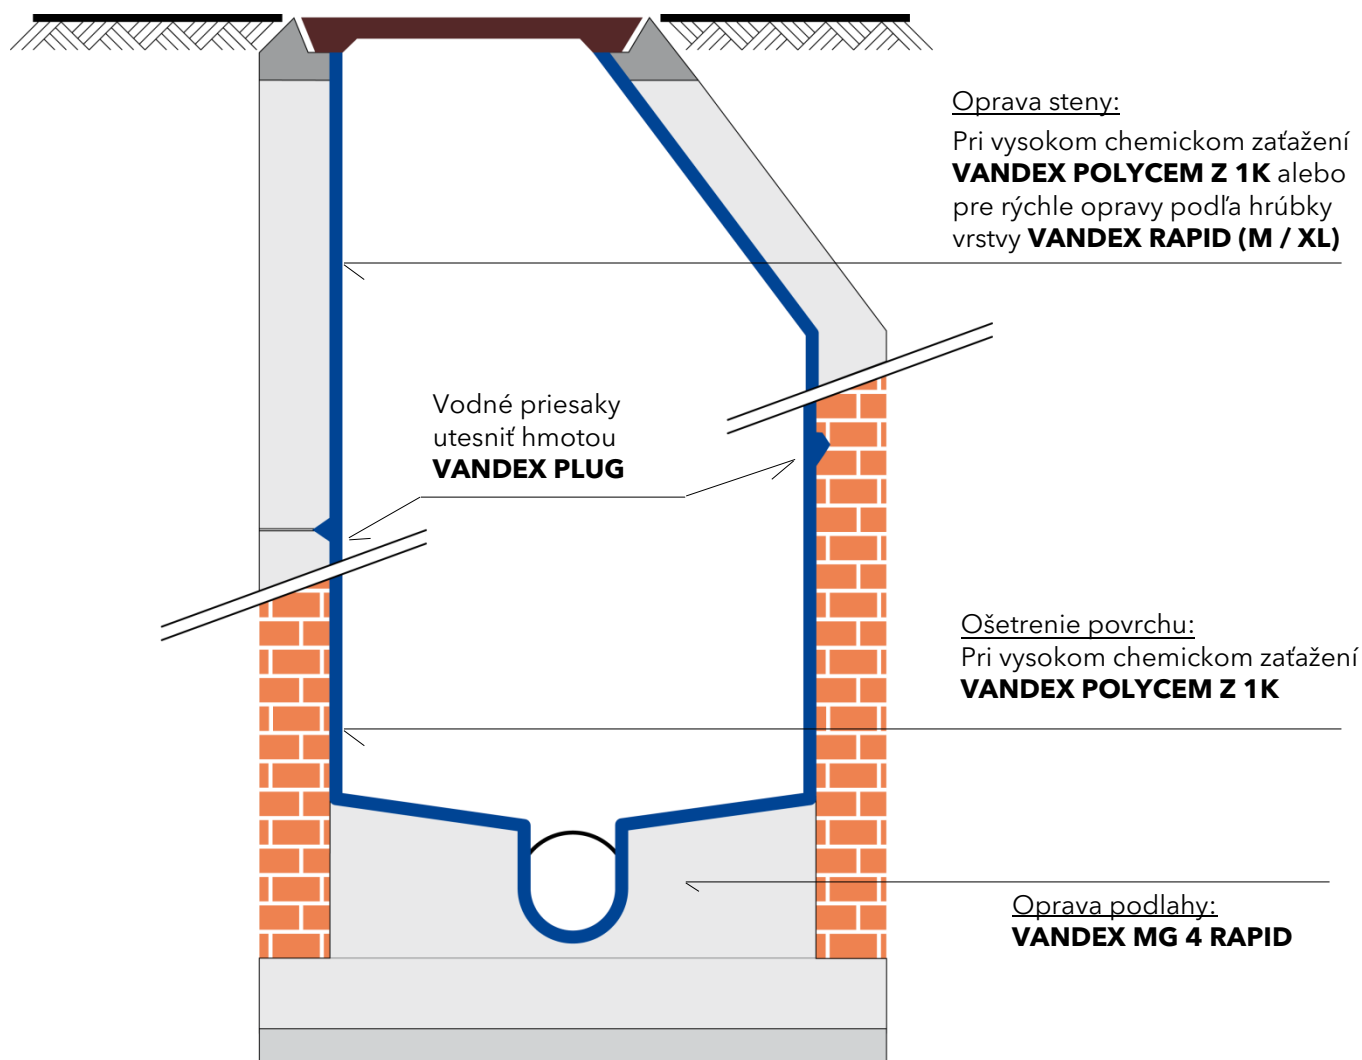 Oprava steny:
Pri vysokom chemickom zaťažení
VANDEX POLYCEM Z 1K alebo
pre rýchle opravy podľa hrúbky
vrstvy VANDEX RAPID (M / XL)
Vodné priesaky
utesniť hmotou
VANDEX PLUG
Ošetrenie povrchu:
Pri vysokom chemickom zaťažení
VANDEX POLYCEM Z 1K
Oprava podlahy:
VANDEX MG 4 RAPID